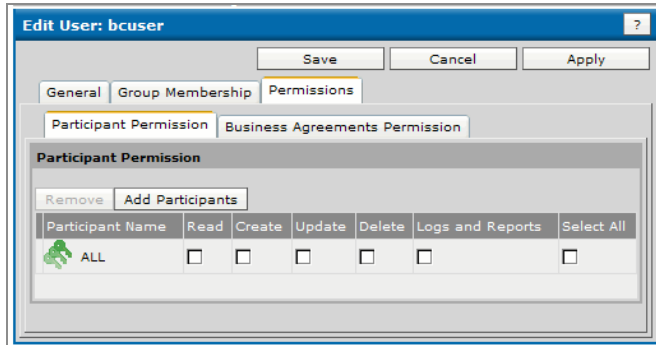 Edit User: bcuser ?
Save Cancel Apply
General Group Membership Permissions
Participant Permission Business Agreements Permission
Participant Permission
Remove Add Participants
Participant Name Read Create Update Delete Logs and Reports Select All
ALL